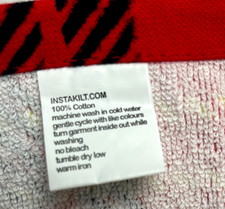 INSTAKILT.COM
100% Cotton
machine wash in cold water
gentle cycle with like colours
turn garment inside out while
washing
no bleach
tumble dry low
warm iron